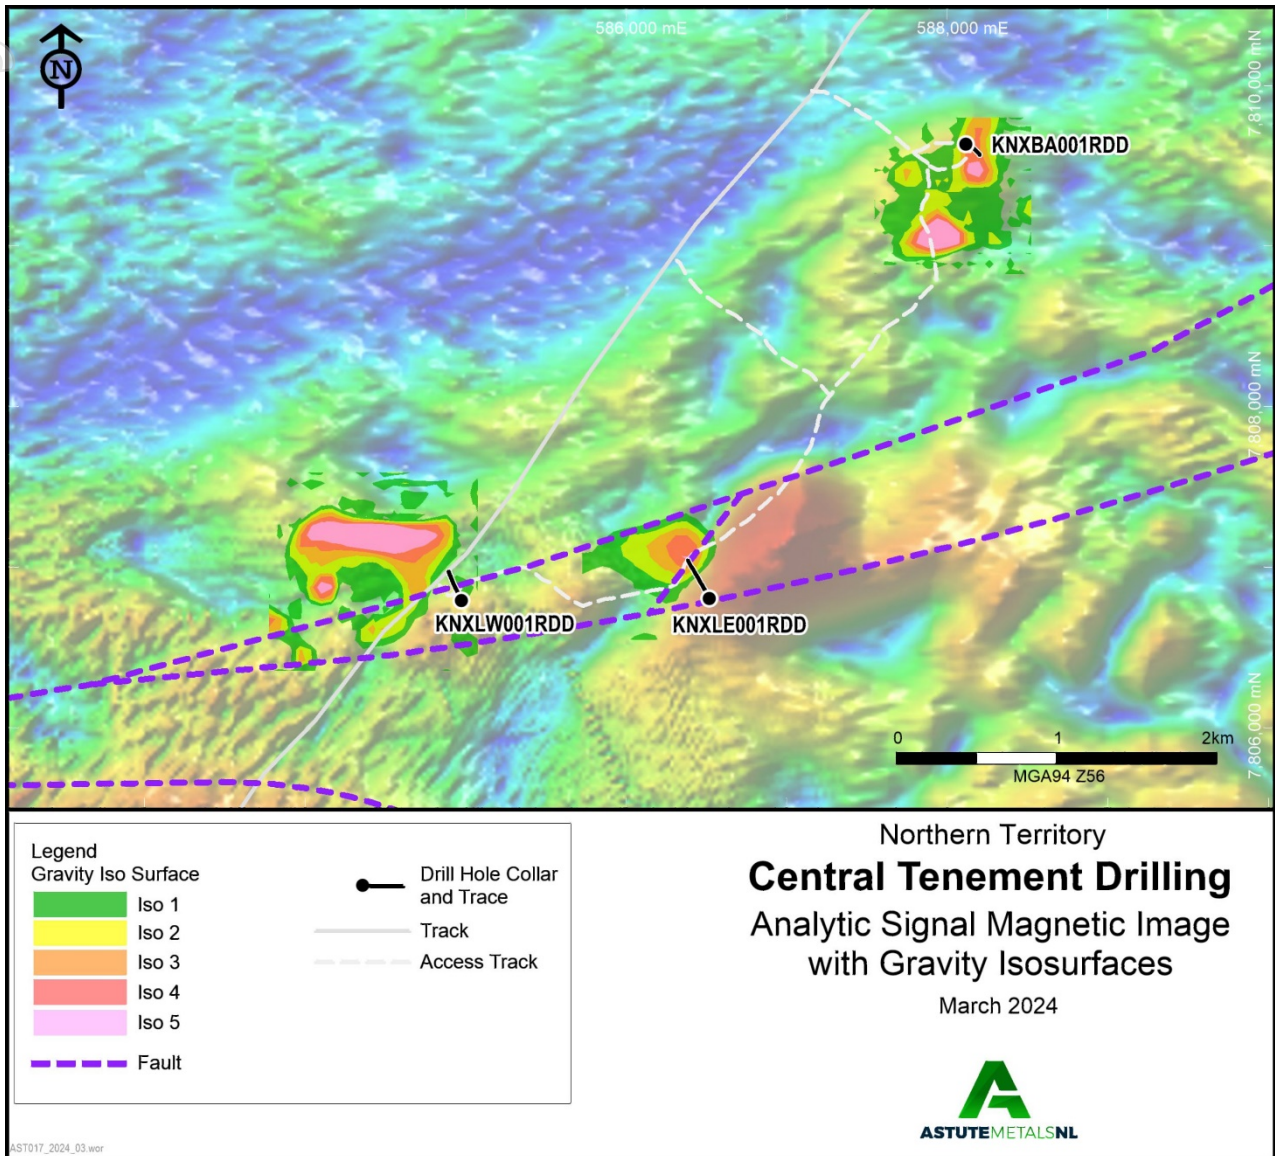 586,000 mE
588,000 mE
7,810,000 mN
N
KNXBA001RDD
7,808,000 mN
KNXLW001RDD
KNXLE001RDD
7,806,000 mN
0 1 2km
MGA94 Z56
Legend
Gravity Iso Surface
Iso 1
Iso 2
Iso 3
Iso 4
Iso 5
Fault
Drill Hole Collar
and Trace
Track
Access Track
Northern Territory
Central Tenement Drilling
Analytic Signal Magnetic Image
with Gravity Isosurfaces
March 2024
ASTUTEMETALSNL
AST017_2024_03.wor